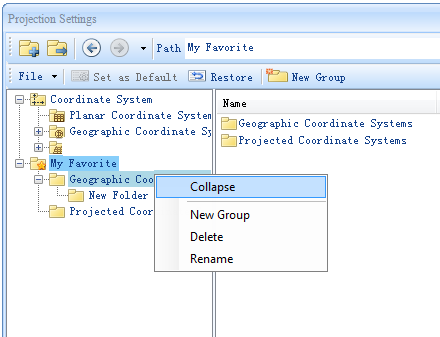 Projection Settings
Path My Favorite
File Set as Default Restore New Group
Coordinate System
Planar Coordinate System
Geographic Coordinate Sy
My Favorite
Geographic Coo
New Folder
Projected Coor
Name
Geographic Coordinate Systems
Projected Coordinate Systems
Collapse
New Group
Delete
Rename